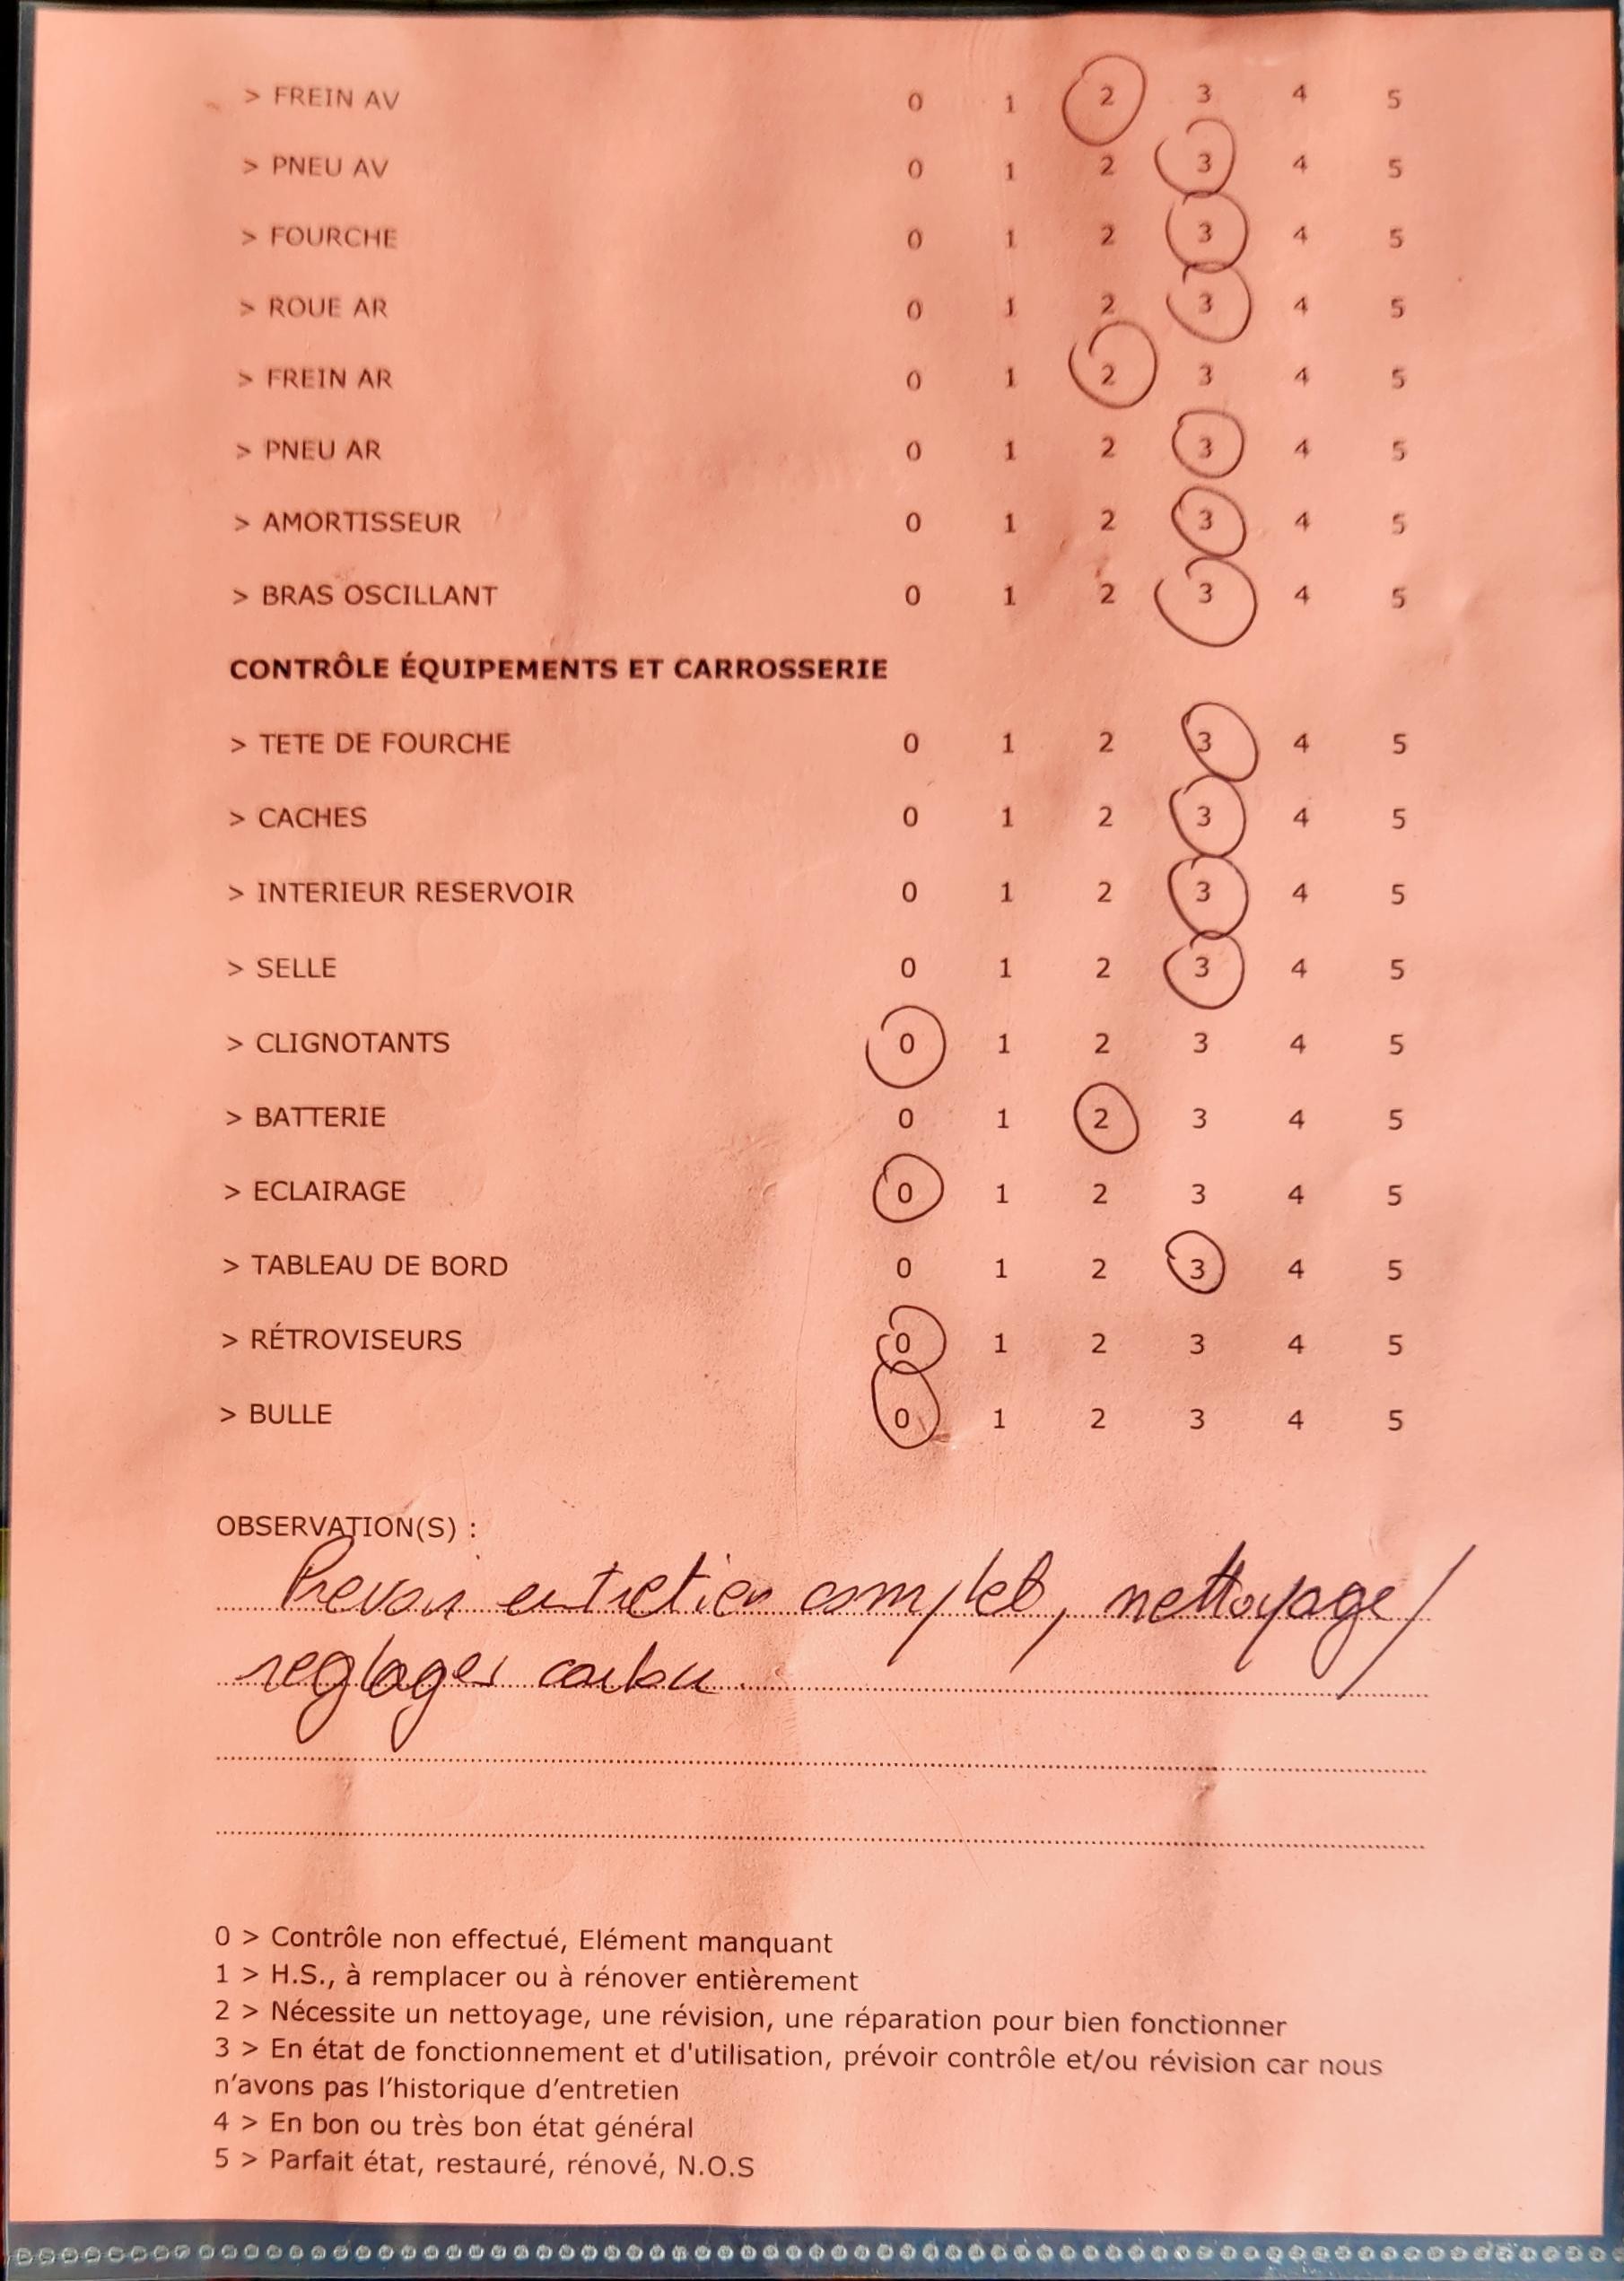 > FREIN AV 0 1 2 3 4 5
> PNEU AV 0 1 2 3 4 5
> FOURCHE 0 1 2 3 4 5
> ROUE AR 0 1 2 3 4 5
> FREIN AR 0 1 2 3 4 5
> PNEU AR 0 1 2 3 4 5
> AMORTISSEUR 0 1 2 3 4 5
> BRAS OSCILLANT 0 1 2 3 4 5
CONTRÔLE ÉQUIPEMENTS ET CARROSSERIE
> TETE DE FOURCHE 0 1 2 3 4 5
> CACHES 0 1 2 3 4 5
> INTERIEUR RESERVOIR 0 1 2 3 4 5
> SELLE 0 1 2 3 4 5
> CLIGNOTANTS 0 1 2 3 4 5
> BATTERIE 0 1 2 3 4 5
> ECLAIRAGE 0 1 2 3 4 5
> TABLEAU DE BORD 0 1 2 3 4 5
> RÉTROVISEURS 0 1 2 3 4 5
> BULLE 0 1 2 3 4 5
OBSERVATION(S) :
Prevoir entretien complet, nettoyage/
reglages carbu.
0 > Contrôle non effectué, Elément manquant
1 > H.S., à remplacer ou à rénover entièrement
2 > Nécessite un nettoyage, une révision, une réparation pour bien fonctionner
3 > En état de fonctionnement et d'utilisation, prévoir contrôle et/ou révision car nous
n'avons pas l'historique d'entretien
4 > En bon ou très bon état général
5 > Parfait état, restauré, rénové, N.O.S